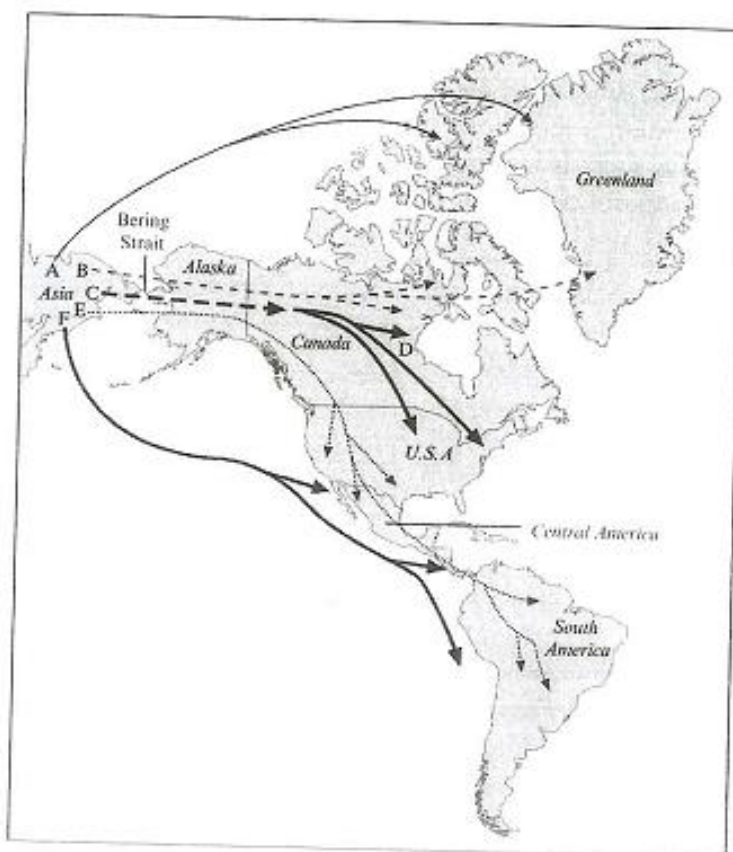 Greenland
Bering
Strait
A B
Alaska
Asia C
E
F
Canada
D
U.S.A
Central America
South
America